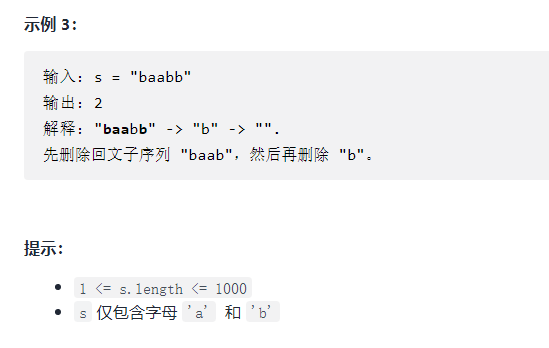 示例 3：
输入：s = "baabb"
输出：2
解释："baabb" -> "b" -> "".
先删除回文子序列 "baab"，然后再删除 "b"。
提示：
1 <= s.length <= 1000
s 仅包含字母 'a' 和 'b'